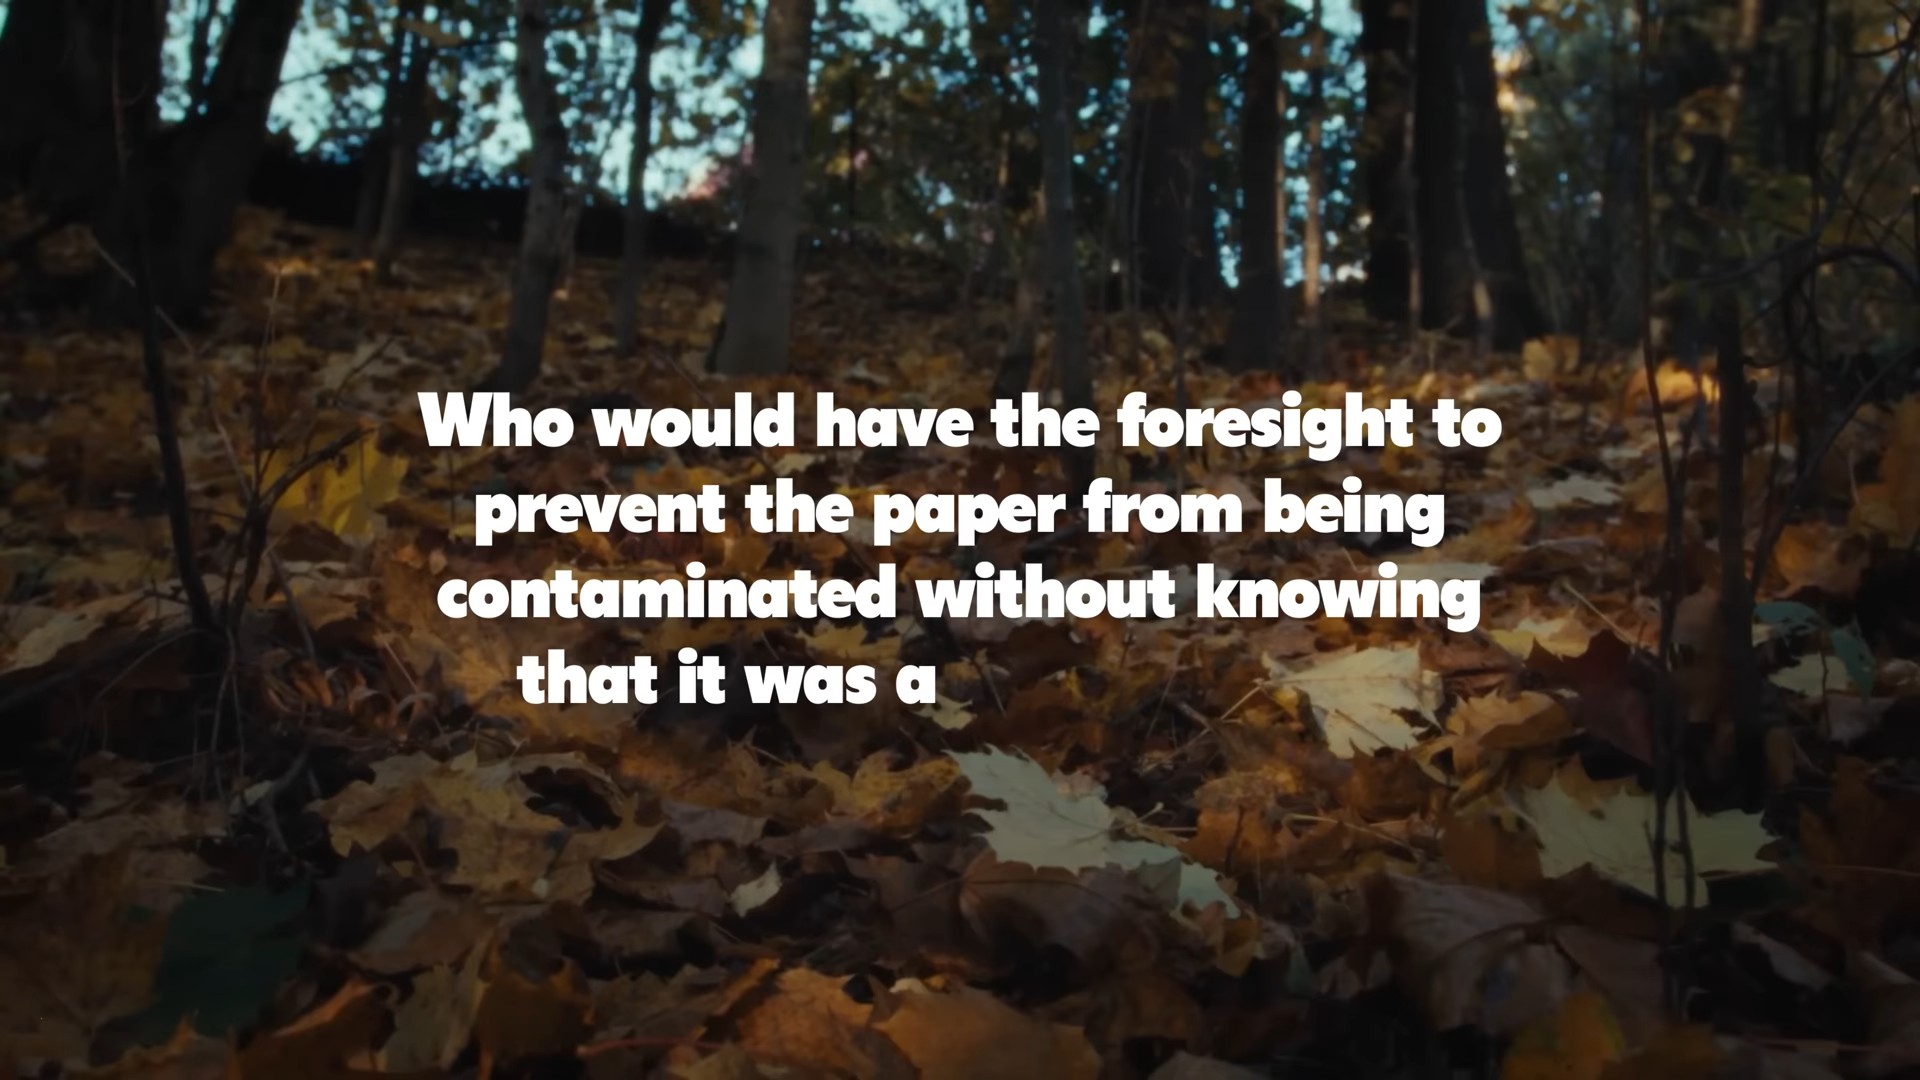 Who would have the foresight to
prevent the paper from being
contaminated without knowing
that it was a